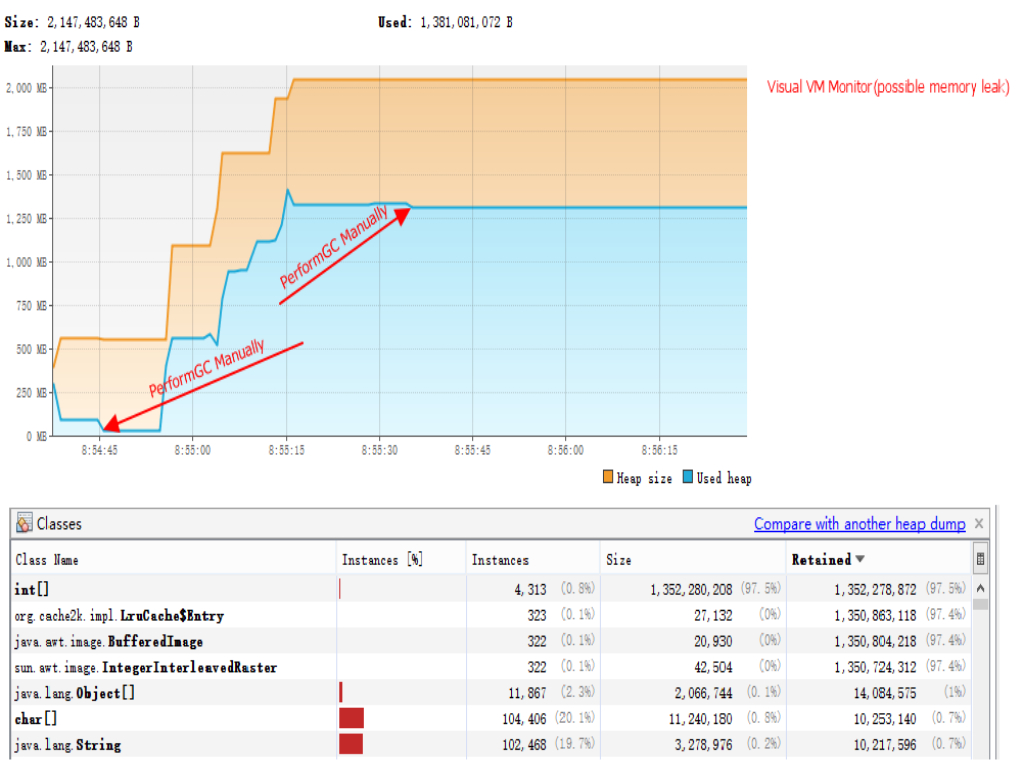 Size: 2,147,483,648 B Used: 1,381,081,072 B
Max: 2,147,483,648 B
Visual VM Monitor(possible memory leak)
2,000 MB
1,750 MB
1,500 MB
1,250 MB
1,000 MB
750 MB
500 MB
250 MB
0 MB
PerformGC Manually
PerformGC Manually
8:54:45 8:55:00 8:55:15 8:55:30 8:55:45 8:56:00 8:56:15
Heap size Used heap
Classes Compare with another heap dump
Class Name Instances [%] Instances Size Retained
int[] 4,313 (0.8%) 1,352,280,208 (97.5%) 1,352,278,872 (97.5%)
org.cache2k.impl.LruCache$Entry 323 (0.1%) 27,132 (0%) 1,350,863,118 (97.4%)
java.awt.image.BufferedImage 322 (0.1%) 20,930 (0%) 1,350,804,218 (97.4%)
sun.awt.image.IntegerInterleavedRaster 322 (0.1%) 42,504 (0%) 1,350,724,312 (97.4%)
java.lang.Object[] 11,867 (2.3%) 2,066,744 (0.1%) 14,084,575 (1%)
char[] 104,406 (20.1%) 11,240,180 (0.8%) 10,253,140 (0.7%)
java.lang.String 102,468 (19.7%) 3,278,976 (0.2%) 10,217,596 (0.7%)